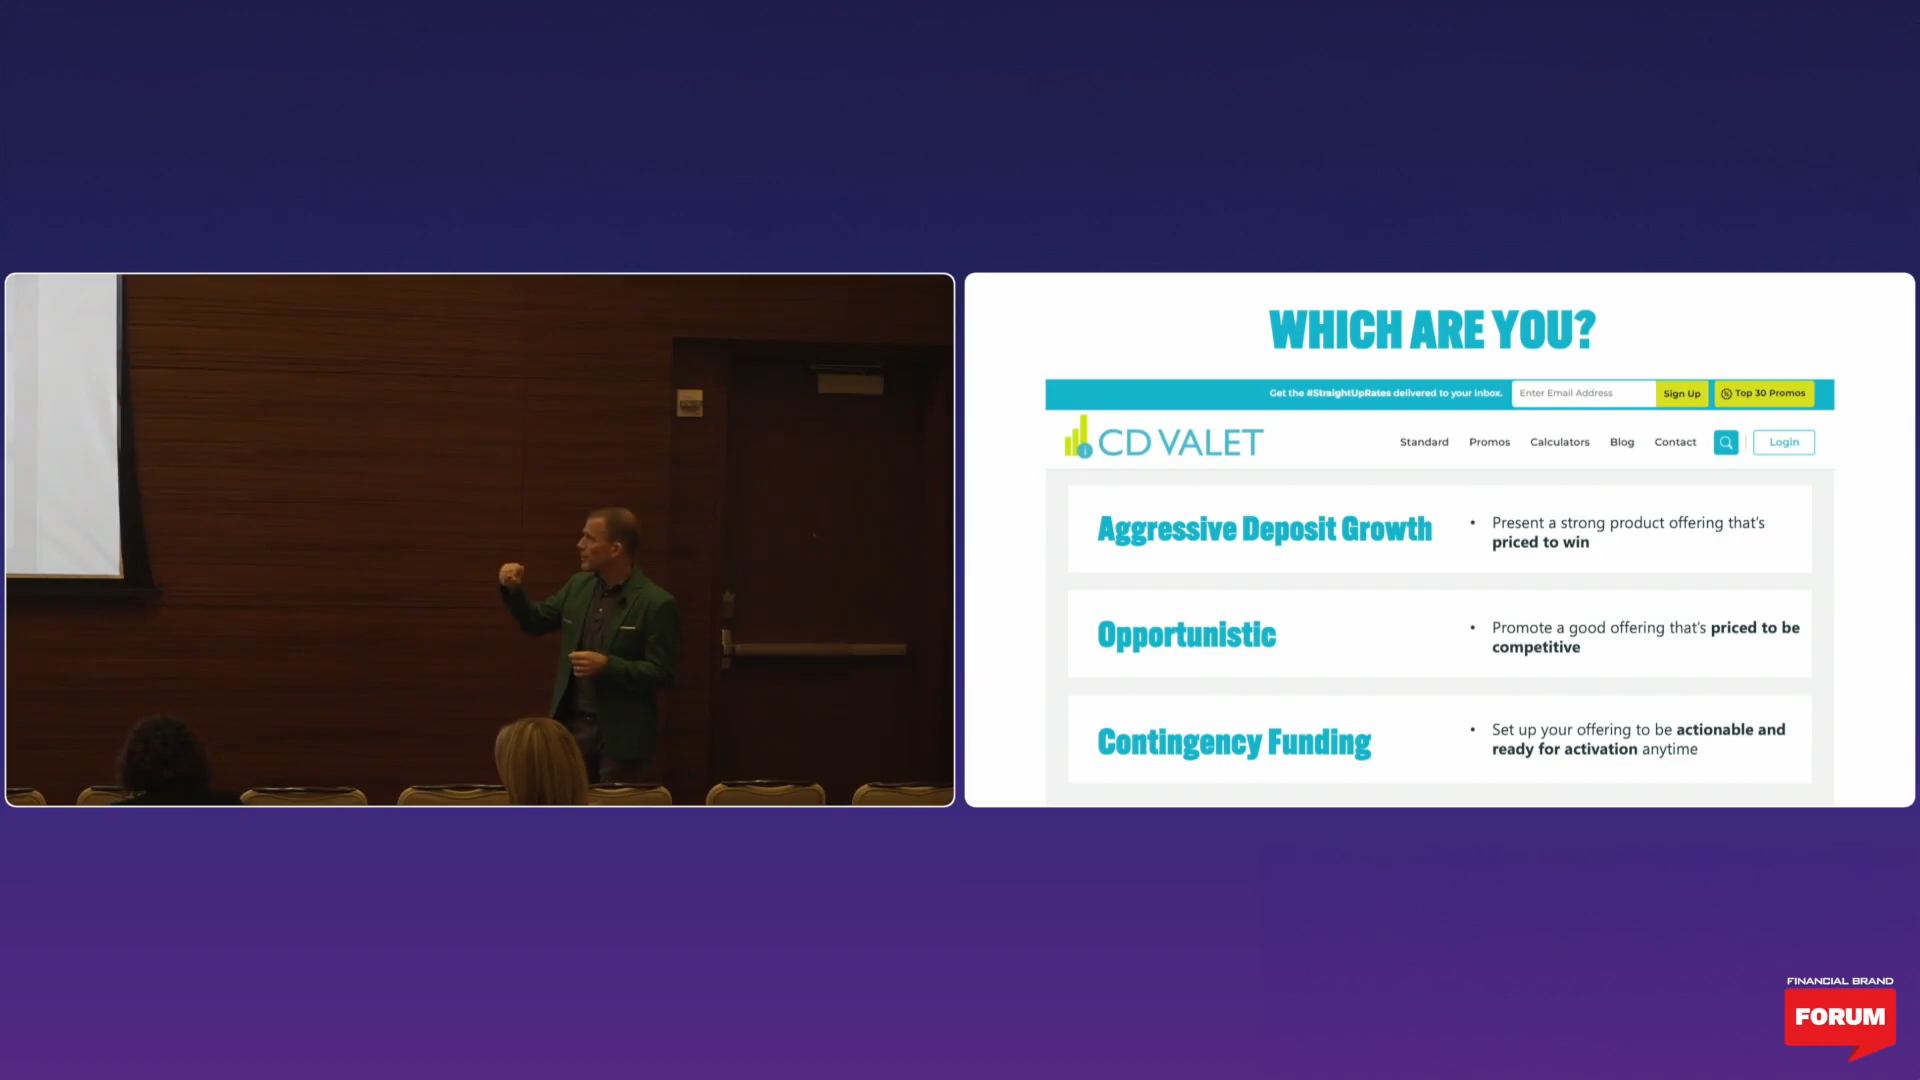 WHICH ARE YOU?
Get the #StraightUpRates delivered to your inbox.
Enter Email Address
Sign Up
Top 30 Promos
CD VALET
Standard
Promos
Calculators
Blog
Contact
Login
Aggressive Deposit Growth
• Present a strong product offering that's
priced to win
Opportunistic
• Promote a good offering that's priced to be
competitive
Contingency Funding
• Set up your offering to be actionable and
ready for activation anytime
FINANCIAL BRAND
FORUM